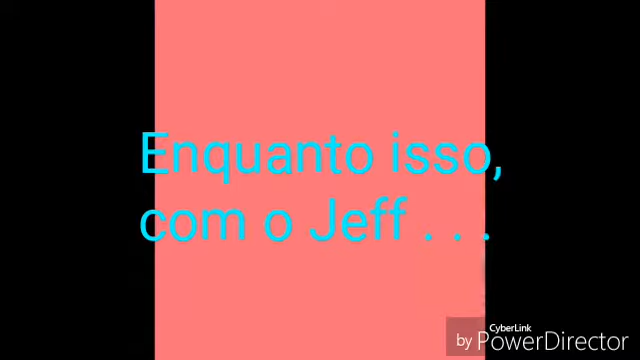 Enquanto isso,
com o Jeff . . .
CyberLink
by PowerDirector